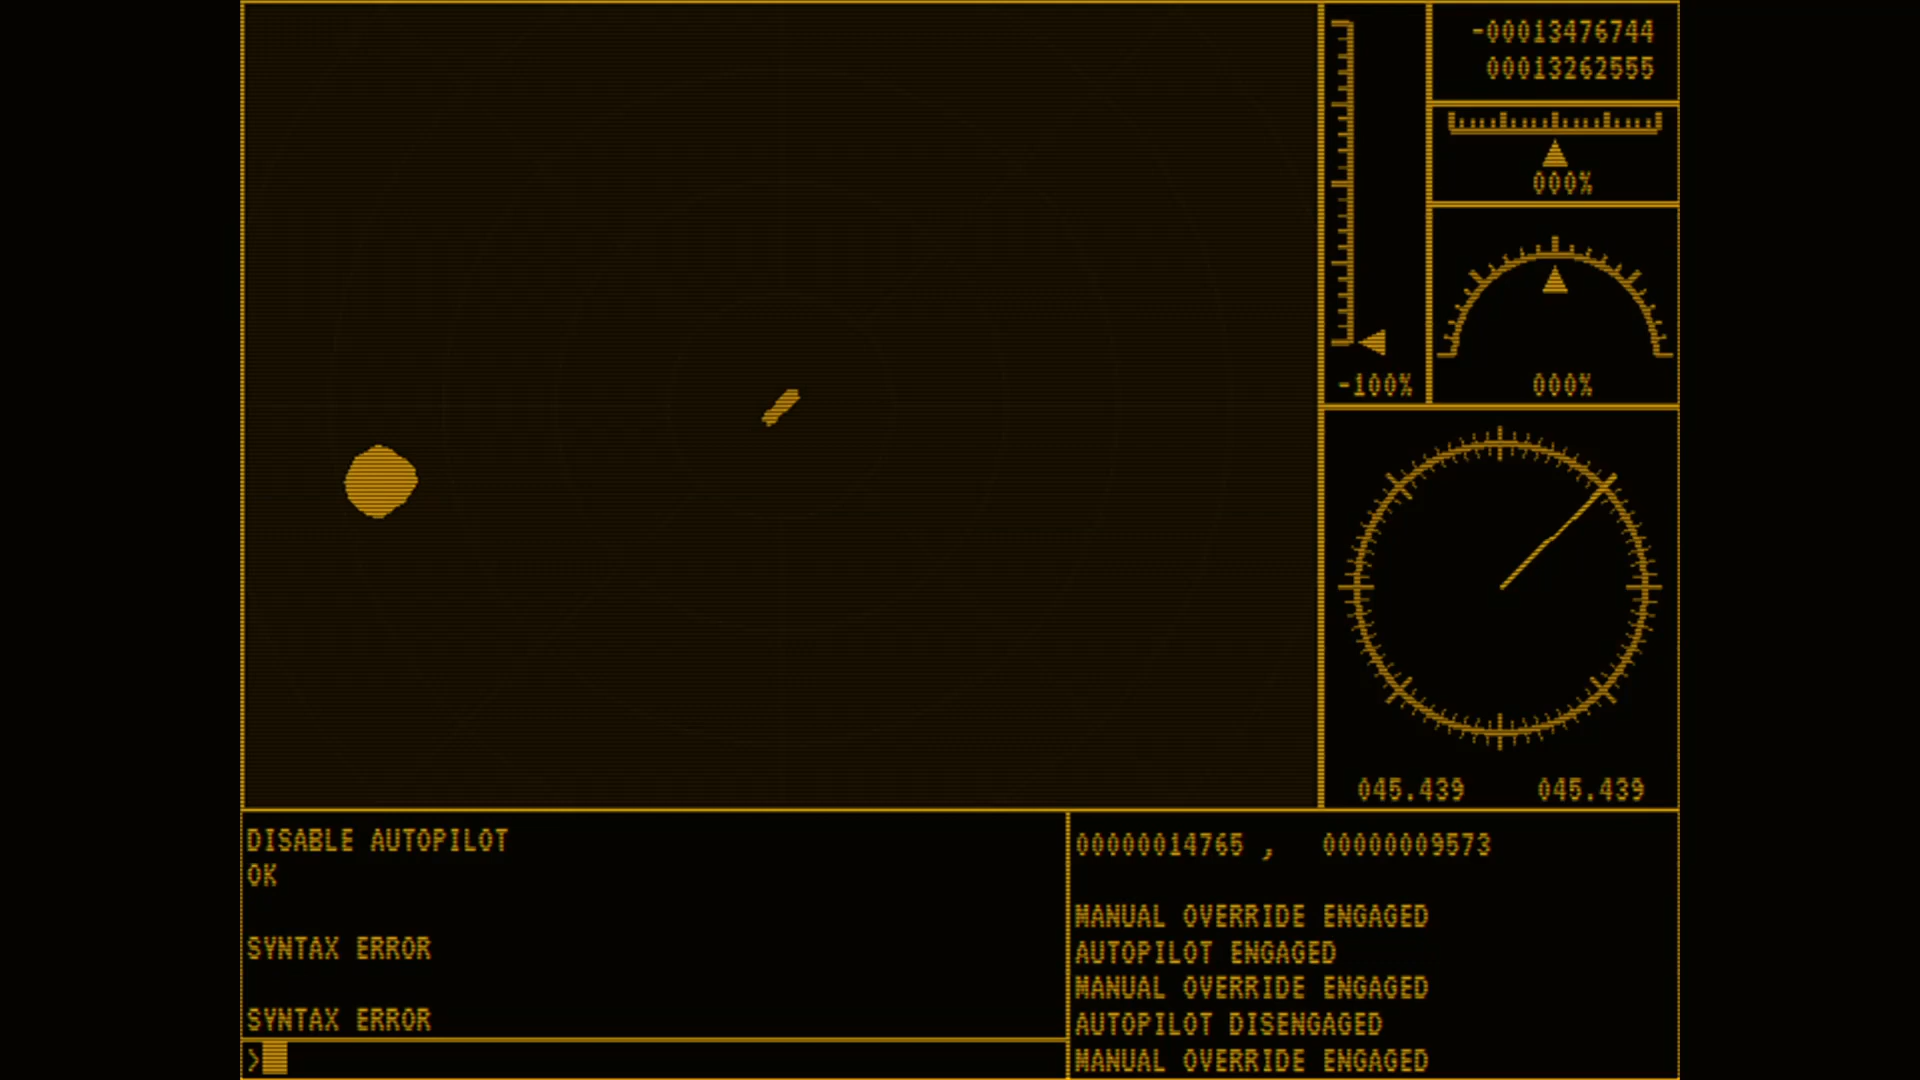 -00013476744
00013262555
000%
-100%
000%
045.439 045.439
DISABLE AUTOPILOT
OK
SYNTAX ERROR
SYNTAX ERROR
>
00000014765 , 00000009573
MANUAL OVERRIDE ENGAGED
AUTOPILOT ENGAGED
MANUAL OVERRIDE ENGAGED
AUTOPILOT DISENGAGED
MANUAL OVERRIDE ENGAGED